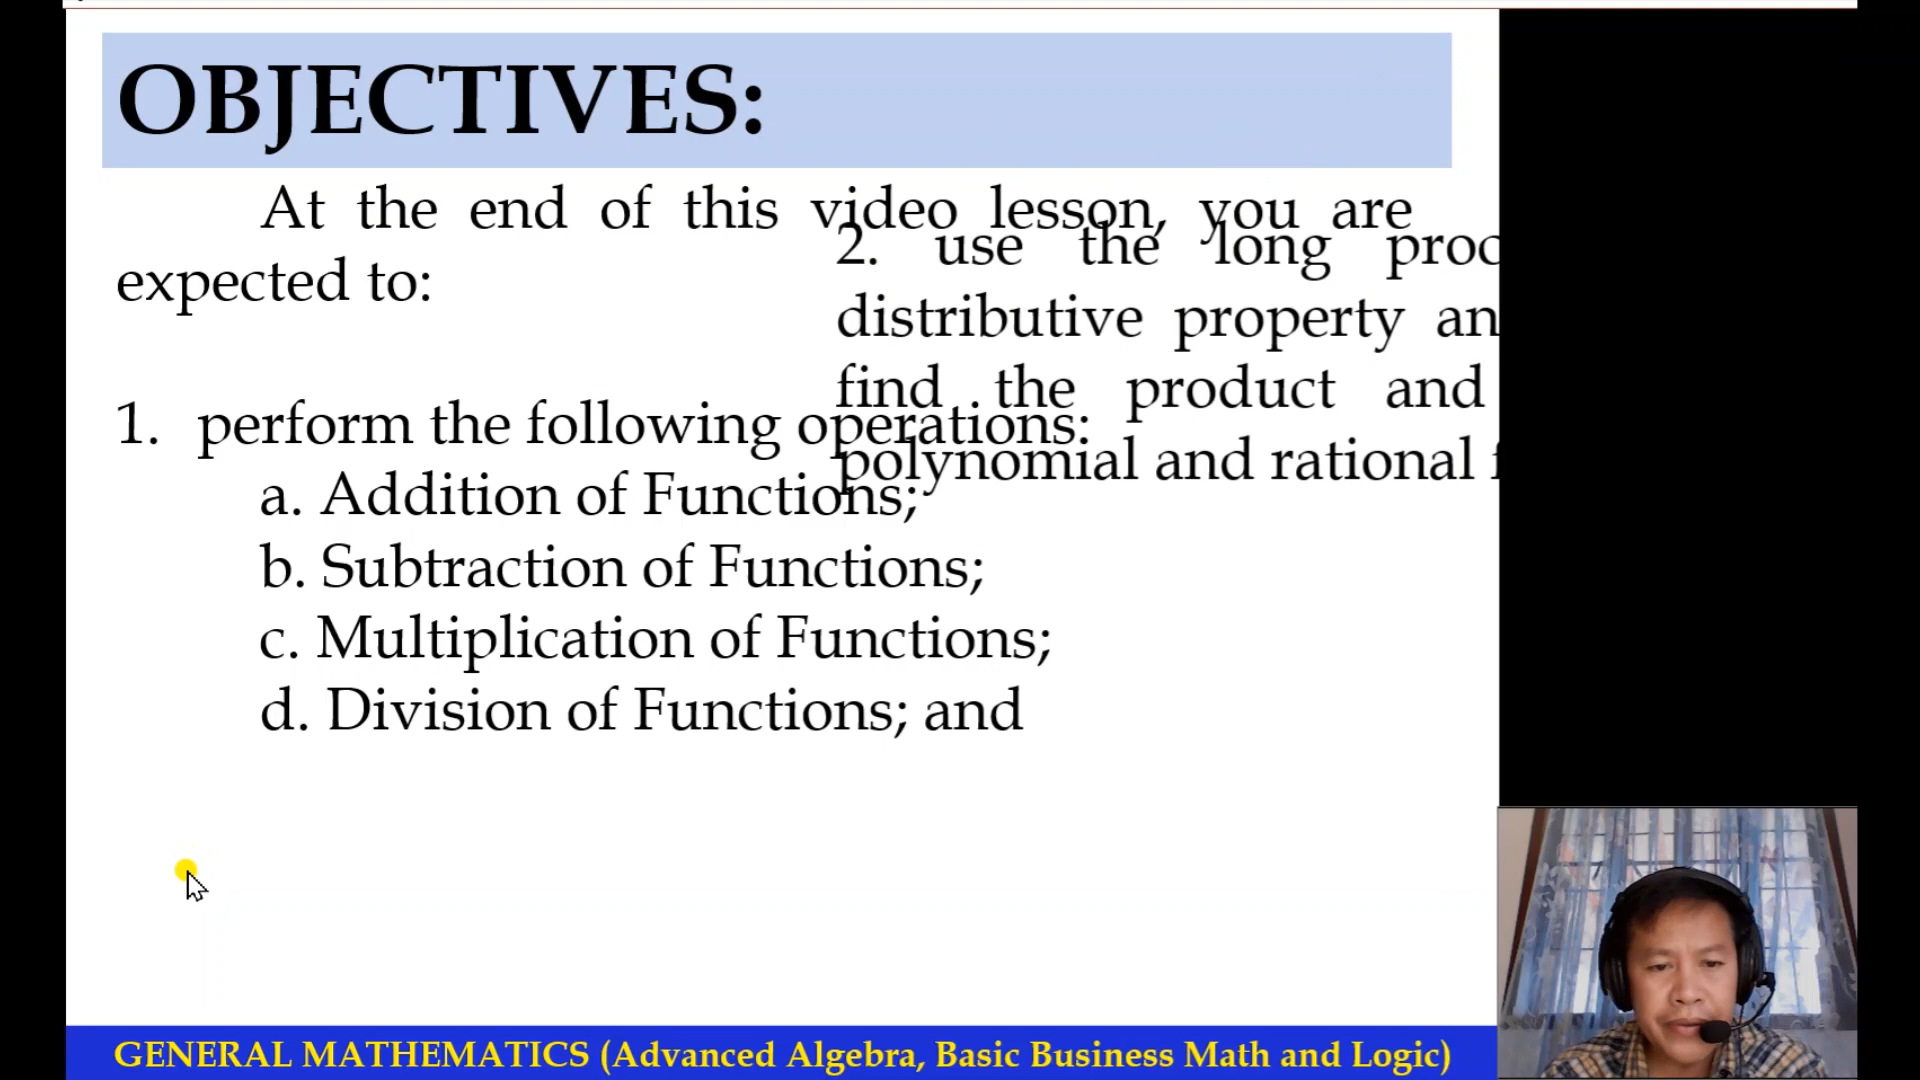 OBJECTIVES:
At the end of this video lesson, you are
expected to:
1. perform the following operations:
a. Addition of Functions;
b. Subtraction of Functions;
c. Multiplication of Functions;
d. Division of Functions; and
2. use the long
distributive property
find the product and
polynomial and rational
GENERAL MATHEMATICS (Advanced Algebra, Basic Business Math and Logic)